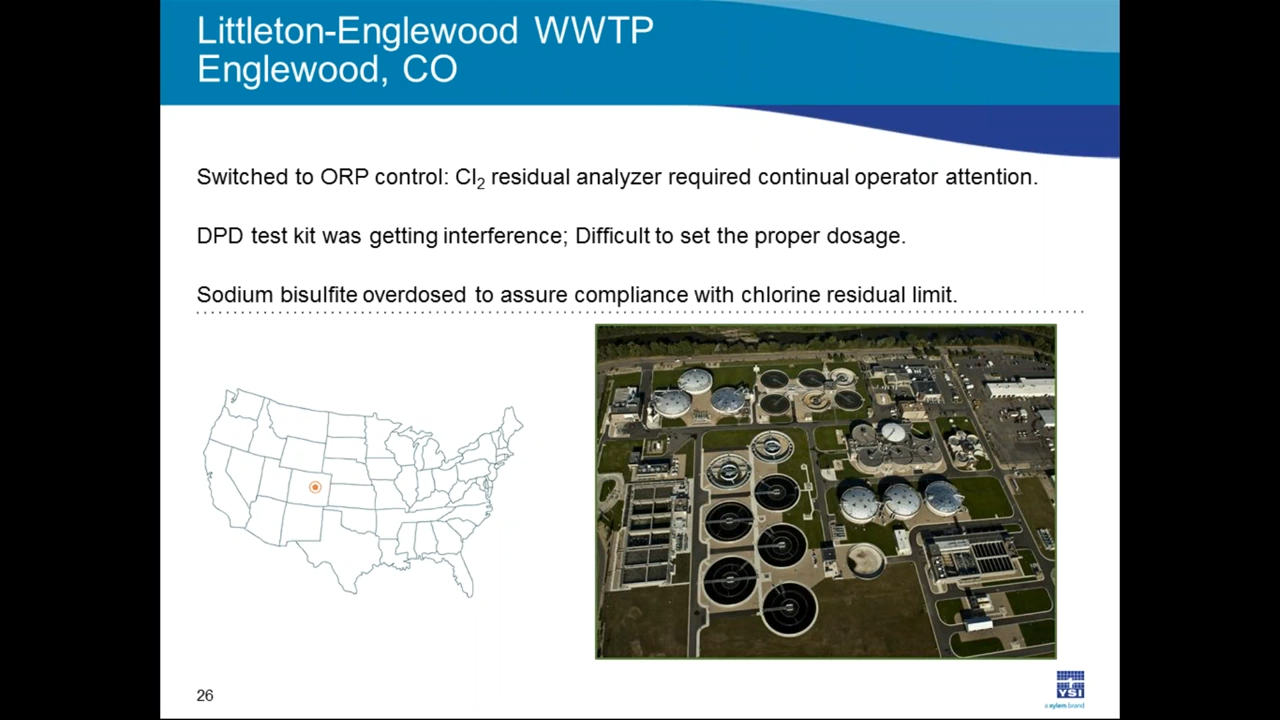 Littleton-Englewood WWTP
Englewood, CO
Switched to ORP control: Cl₂ residual analyzer required continual operator attention.
DPD test kit was getting interference; Difficult to set the proper dosage.
Sodium bisulfite overdosed to assure compliance with chlorine residual limit.
26
YSI
a xylem brand